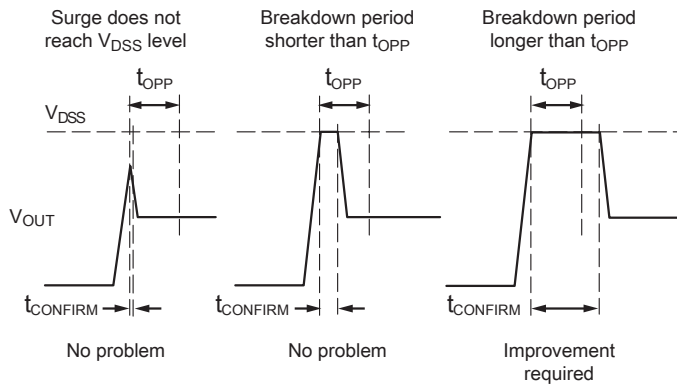 Surge does not
reach VDSS level
Breakdown period
shorter than tOPP
Breakdown period
longer than tOPP
tOPP
tOPP
tOPP
VDSS
VOUT
tCONFIRM
tCONFIRM
tCONFIRM
No problem
No problem
Improvement
required